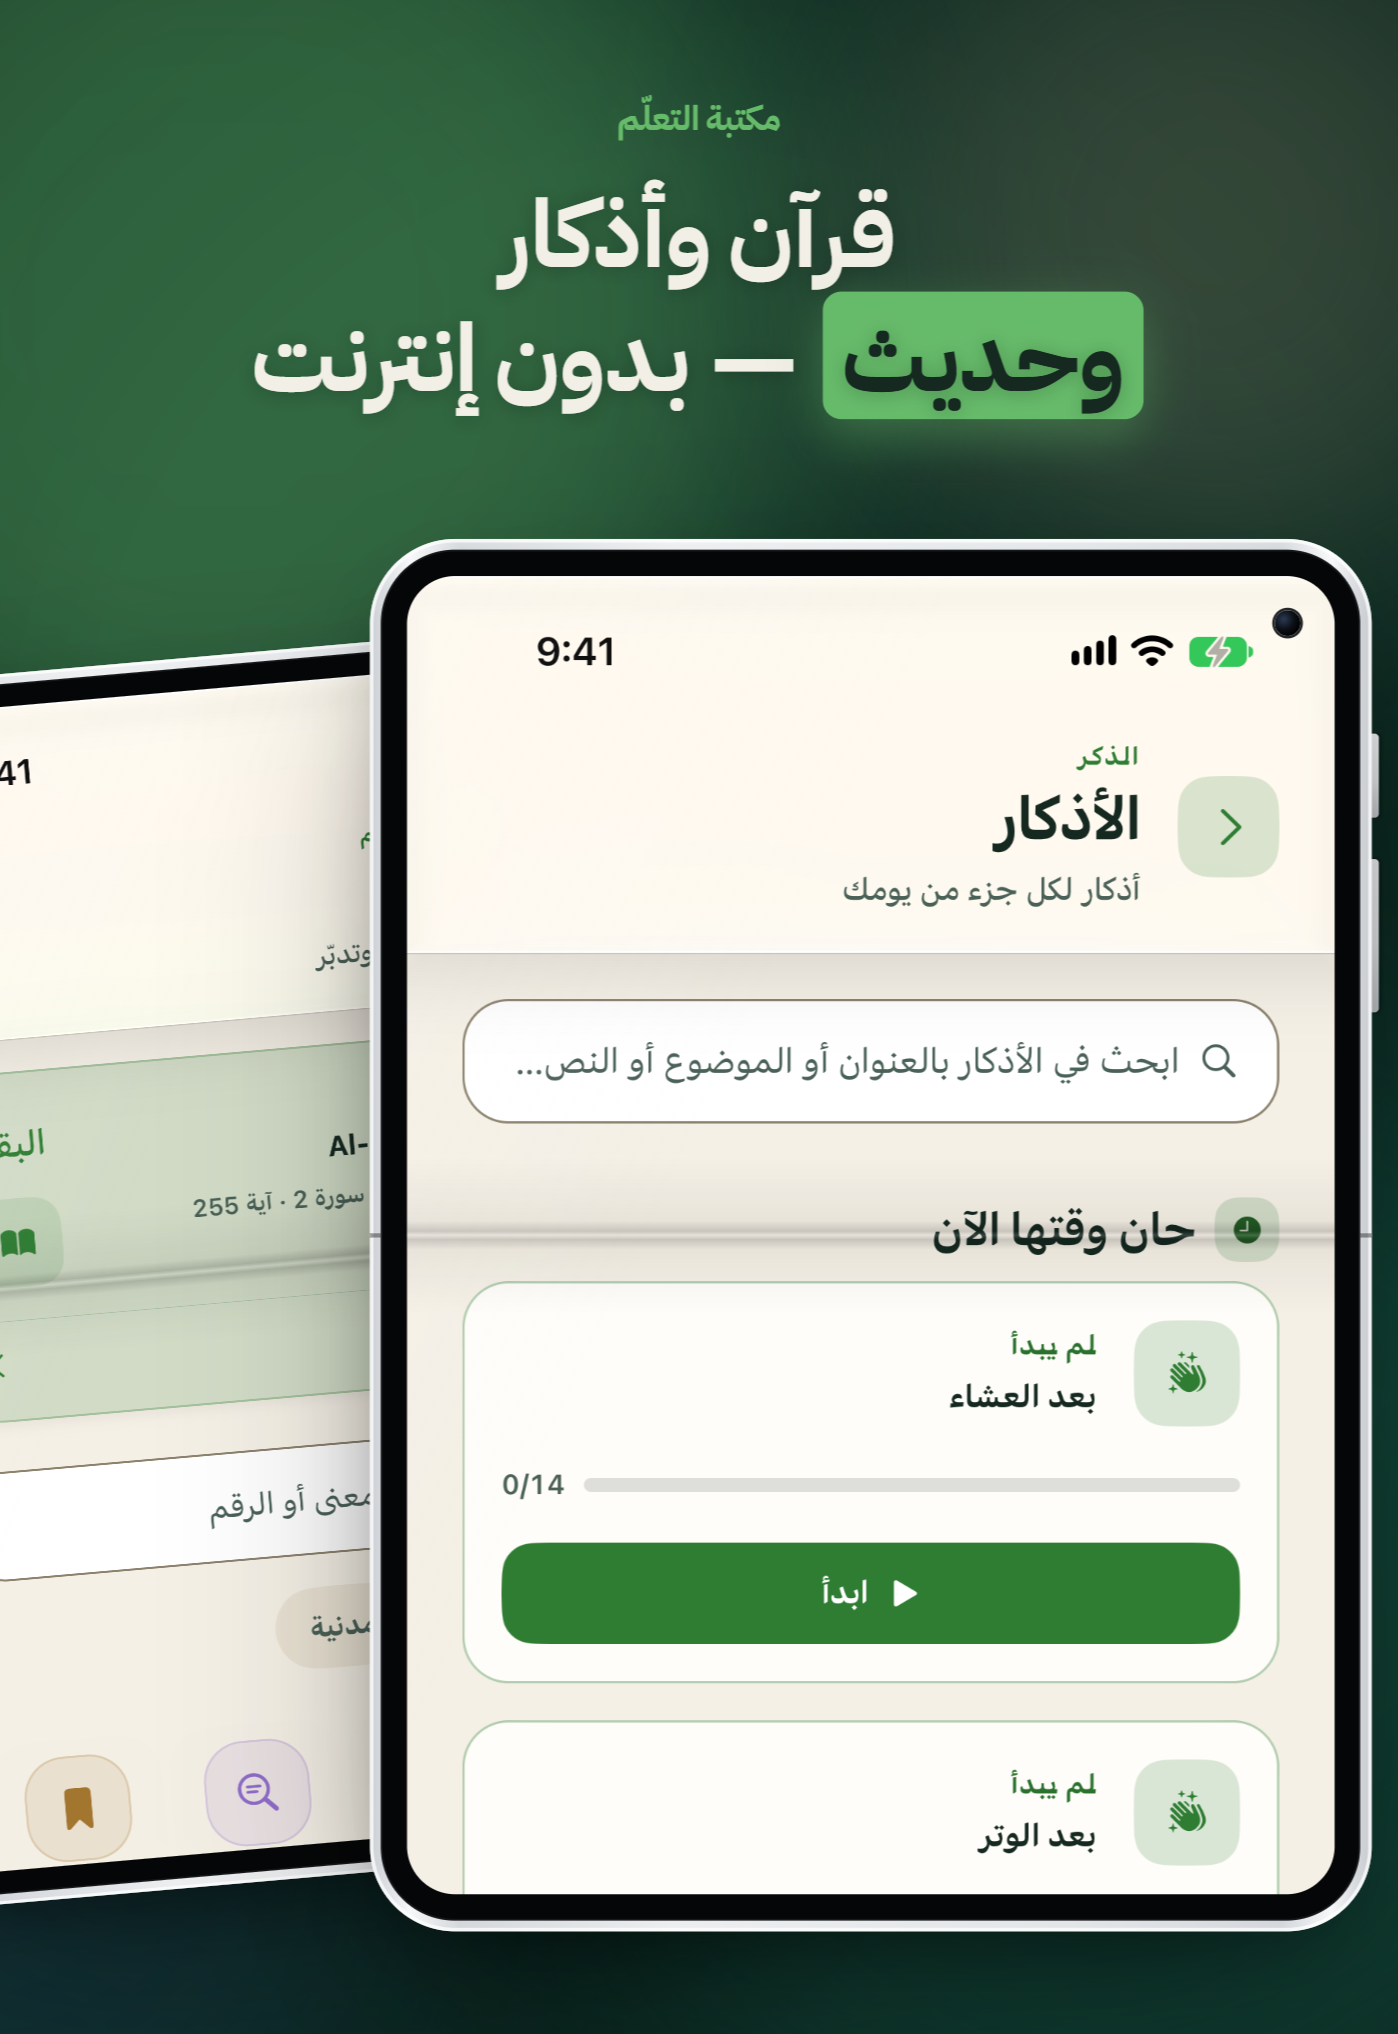 مكتبة التعلّم
قرآن وأذكار
وحديث — بدون إنترنت
9:41
الذكر
الأذكار
أذكار لكل جزء من يومك
ابحث في الأذكار بالعنوان أو الموضوع أو النص...
حان وقتها الآن
لم يبدأ
بعد العشاء
0/14
ابدأ
لم يبدأ
بعد الوتر
41
وتدبّر
Al-
سورة 2 · آية 255
أو الرقم